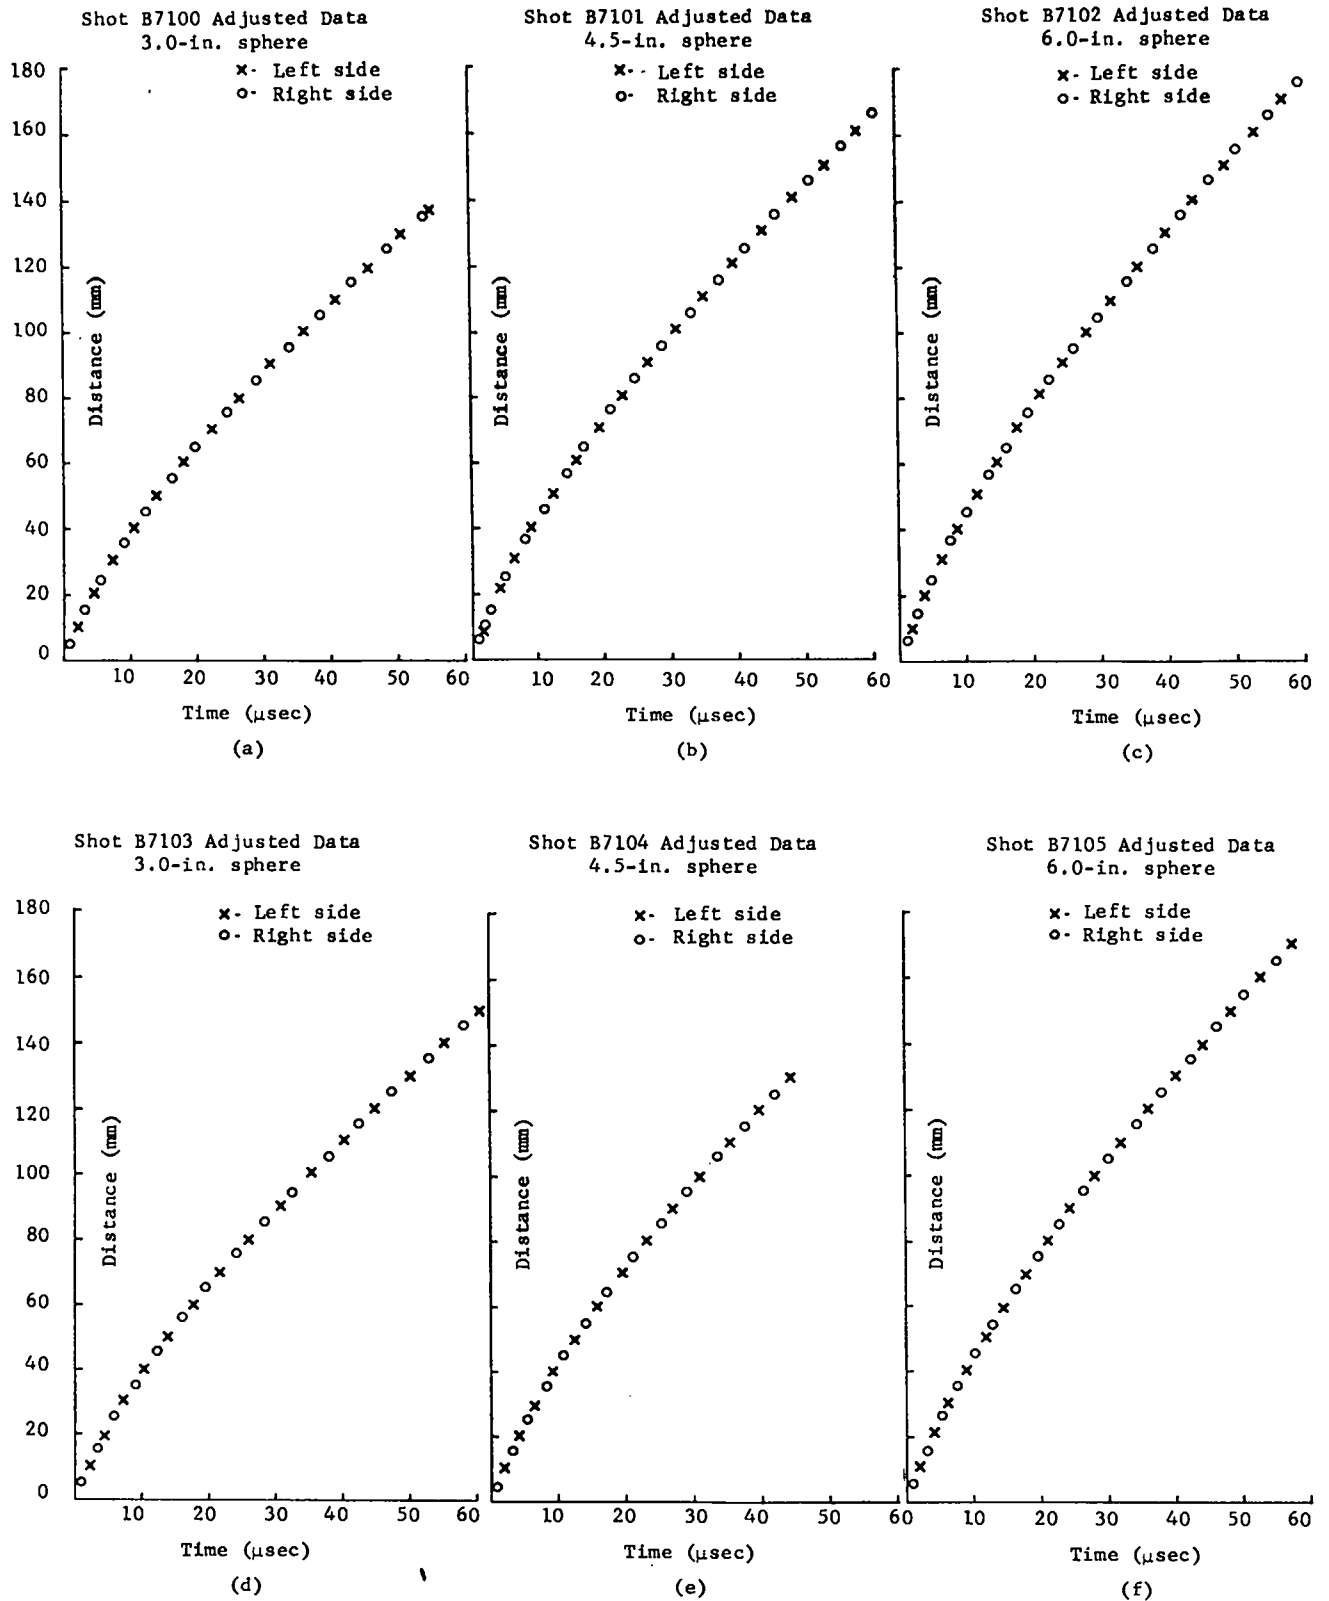 Shot B7100 Adjusted Data
3.0-in. sphere
x- Left side
o- Right side
180
160
140
120
100
80
60
40
20
0
Distance (mm)
10 20 30 40 50 60
Time (μsec)
(a)
Shot B7101 Adjusted Data
4.5-in. sphere
x- Left side
o- Right side
Distance (mm)
10 20 30 40 50 60
Time (μsec)
(b)
Shot B7102 Adjusted Data
6.0-in. sphere
x- Left side
o- Right side
Distance (mm)
10 20 30 40 50 60
Time (μsec)
(c)
Shot B7103 Adjusted Data
3.0-in. sphere
x- Left side
o- Right side
180
160
140
120
100
80
60
40
20
0
Distance (mm)
10 20 30 40 50 60
Time (μsec)
(d)
Shot B7104 Adjusted Data
4.5-in. sphere
x- Left side
o- Right side
Distance (mm)
10 20 30 40 50 60
Time (μsec)
(e)
Shot B7105 Adjusted Data
6.0-in. sphere
x- Left side
o- Right side
Distance (mm)
10 20 30 40 50 60
Time (μsec)
(f)